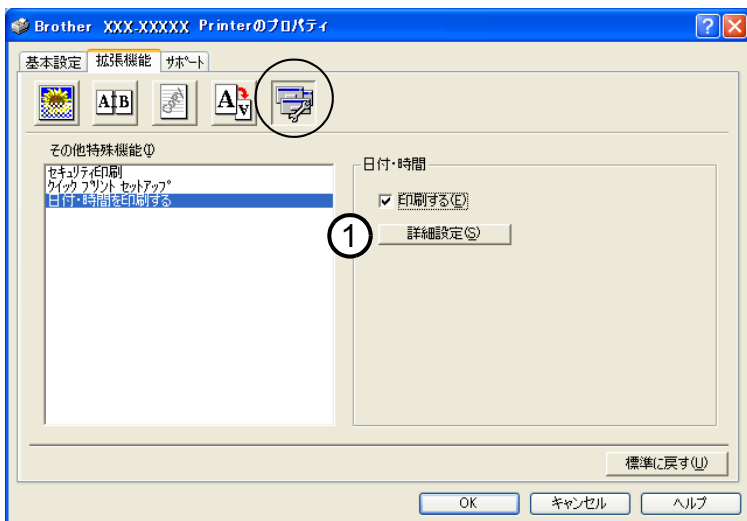 Brother XXX-XXXXX Printerのプロパティ
基本設定 拡張機能 サポート
A B
copy
A A
その他特殊機能(I)
セキュリティ印刷
クイック プリント セットアップ
日付・時間を印刷する
日付・時間
印刷する(E)
1 詳細設定(S)
標準に戻す(U)
OK キャンセル ヘルプ